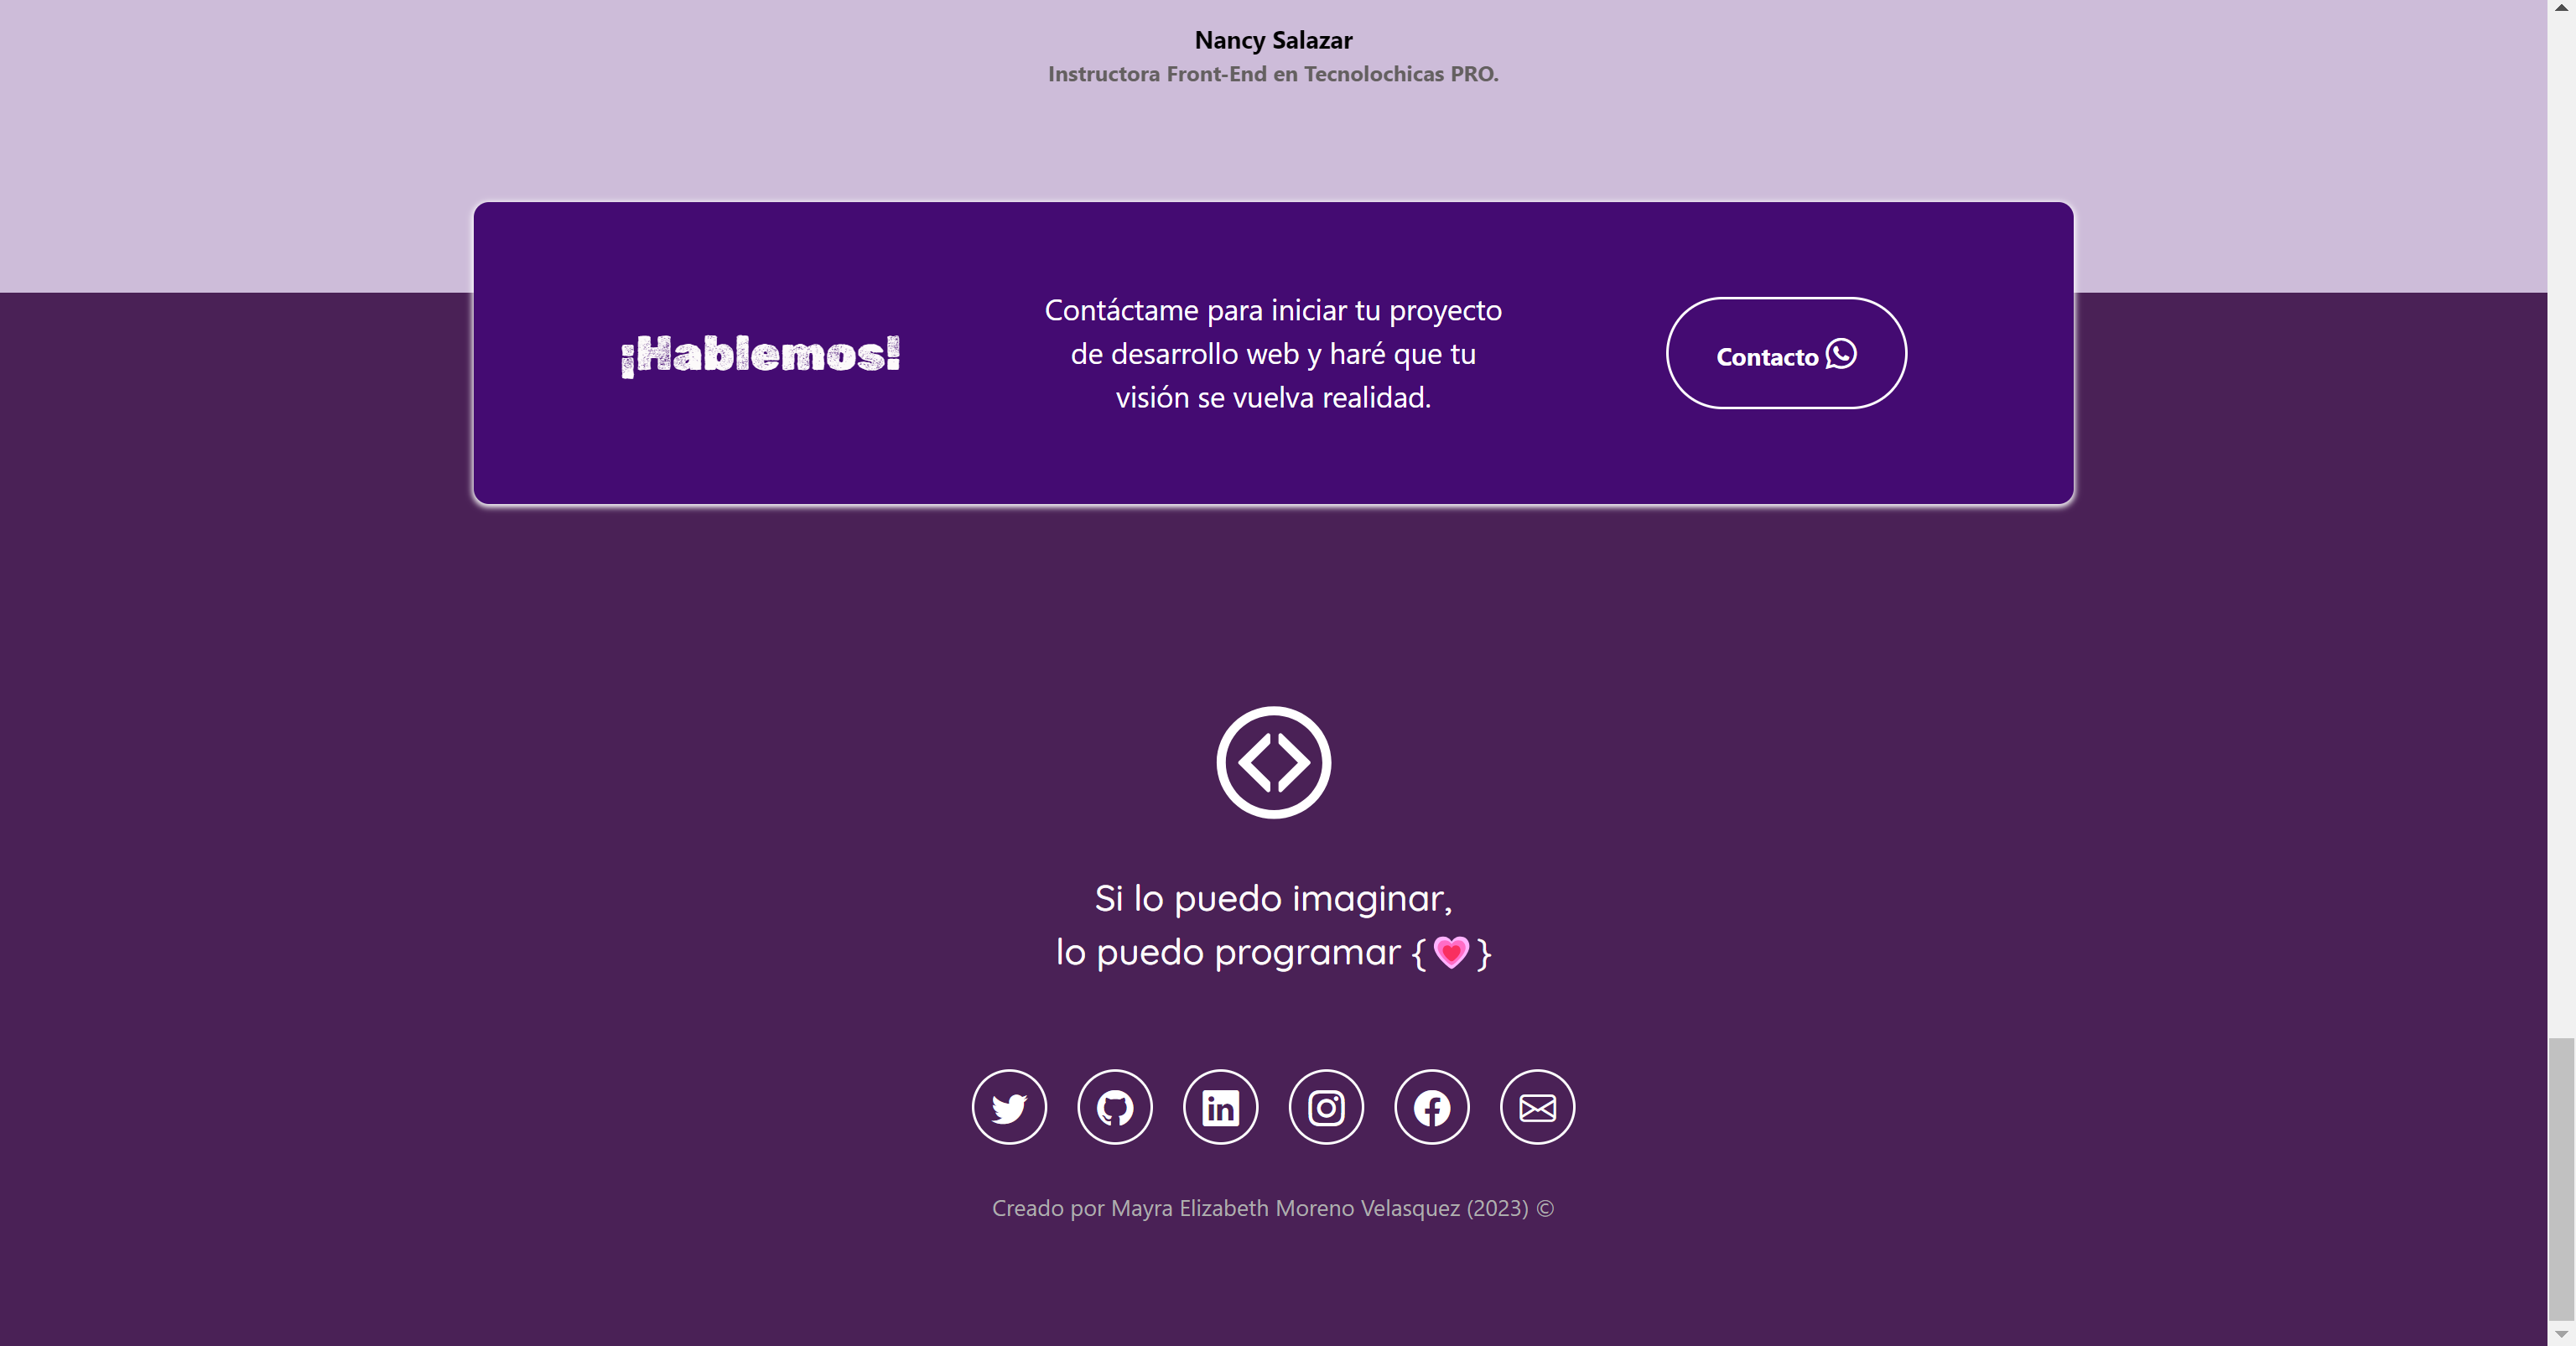 Nancy Salazar
Instructora Front-End en Tecnolochicas PRO.
¡Hablemos!
Contáctame para iniciar tu proyecto
de desarrollo web y haré que tu
visión se vuelva realidad.
Contacto
Si lo puedo imaginar,
lo puedo programar {💗}
Creado por Mayra Elizabeth Moreno Velasquez (2023) ©